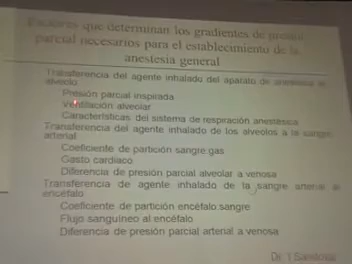 Factores que determinan los gradientes de presión
parcial necesarios para el establecimiento de la
anestesia general
Transferencia del agente inhalado del aparato de anestesia al
alveolo
Presión parcial inspirada
Ventilación alveolar
Características del sistema de respiración anestésica
Transferencia del agente inhalado de los alveolos a la sangre
arterial
Coeficiente de partición sangre:gas
Gasto cardiaco
Diferencia de presión parcial alveolar a venosa
Transferencia de agente inhalado de la sangre arterial al
encéfalo
Coeficiente de partición encéfalo:sangre
Flujo sanguíneo al encéfalo
Diferencia de presión parcial arterial a venosa
Dr. I